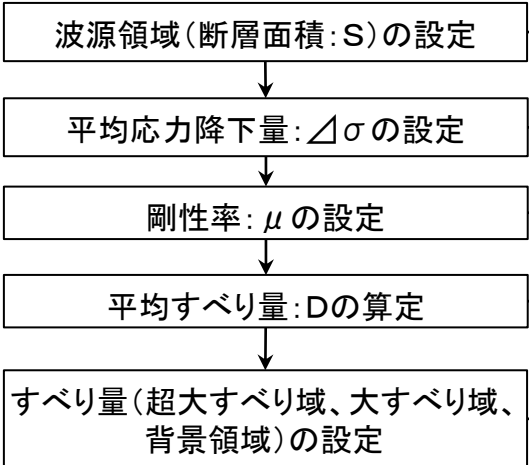 波源領域（断層面積：S）の設定
平均応力降下量：⊿σの設定
剛性率：μの設定
平均すべり量：Dの算定
すべり量（超大すべり域、大すべり域、
背景領域）の設定